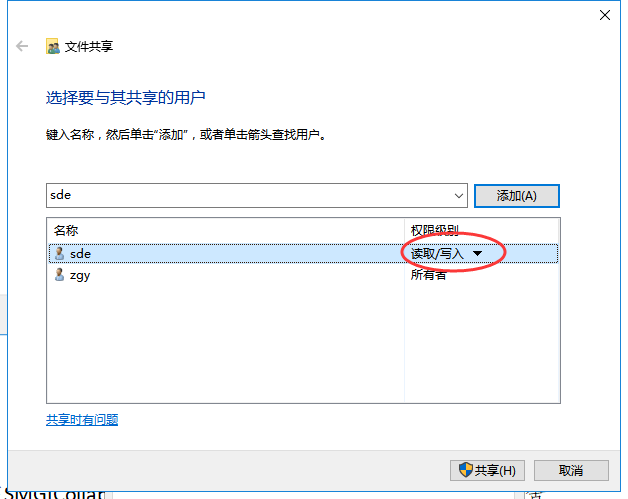 文件共享
选择要与其共享的用户
键入名称，然后单击"添加"，或者单击箭头查找用户。
sde
添加(A)
名称 权限级别
sde 读取/写入
zgy 所有者
共享时有问题
共享(H) 取消